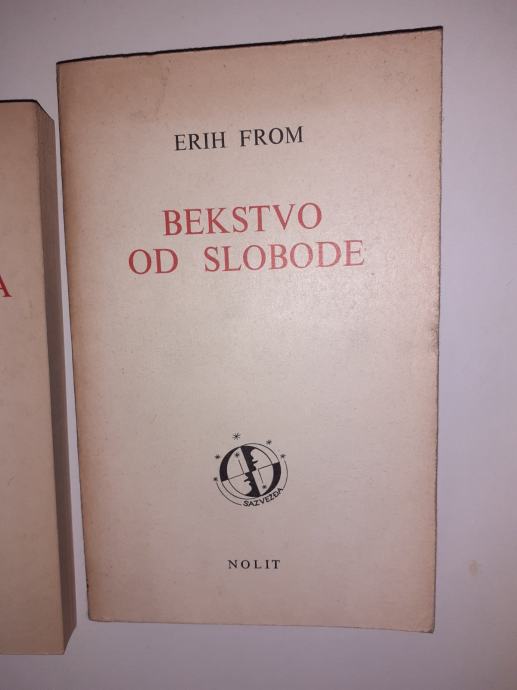 ERIH FROM
BEKSTVO
OD SLOBODE
SAZVEŽĐA
NOLIT
A